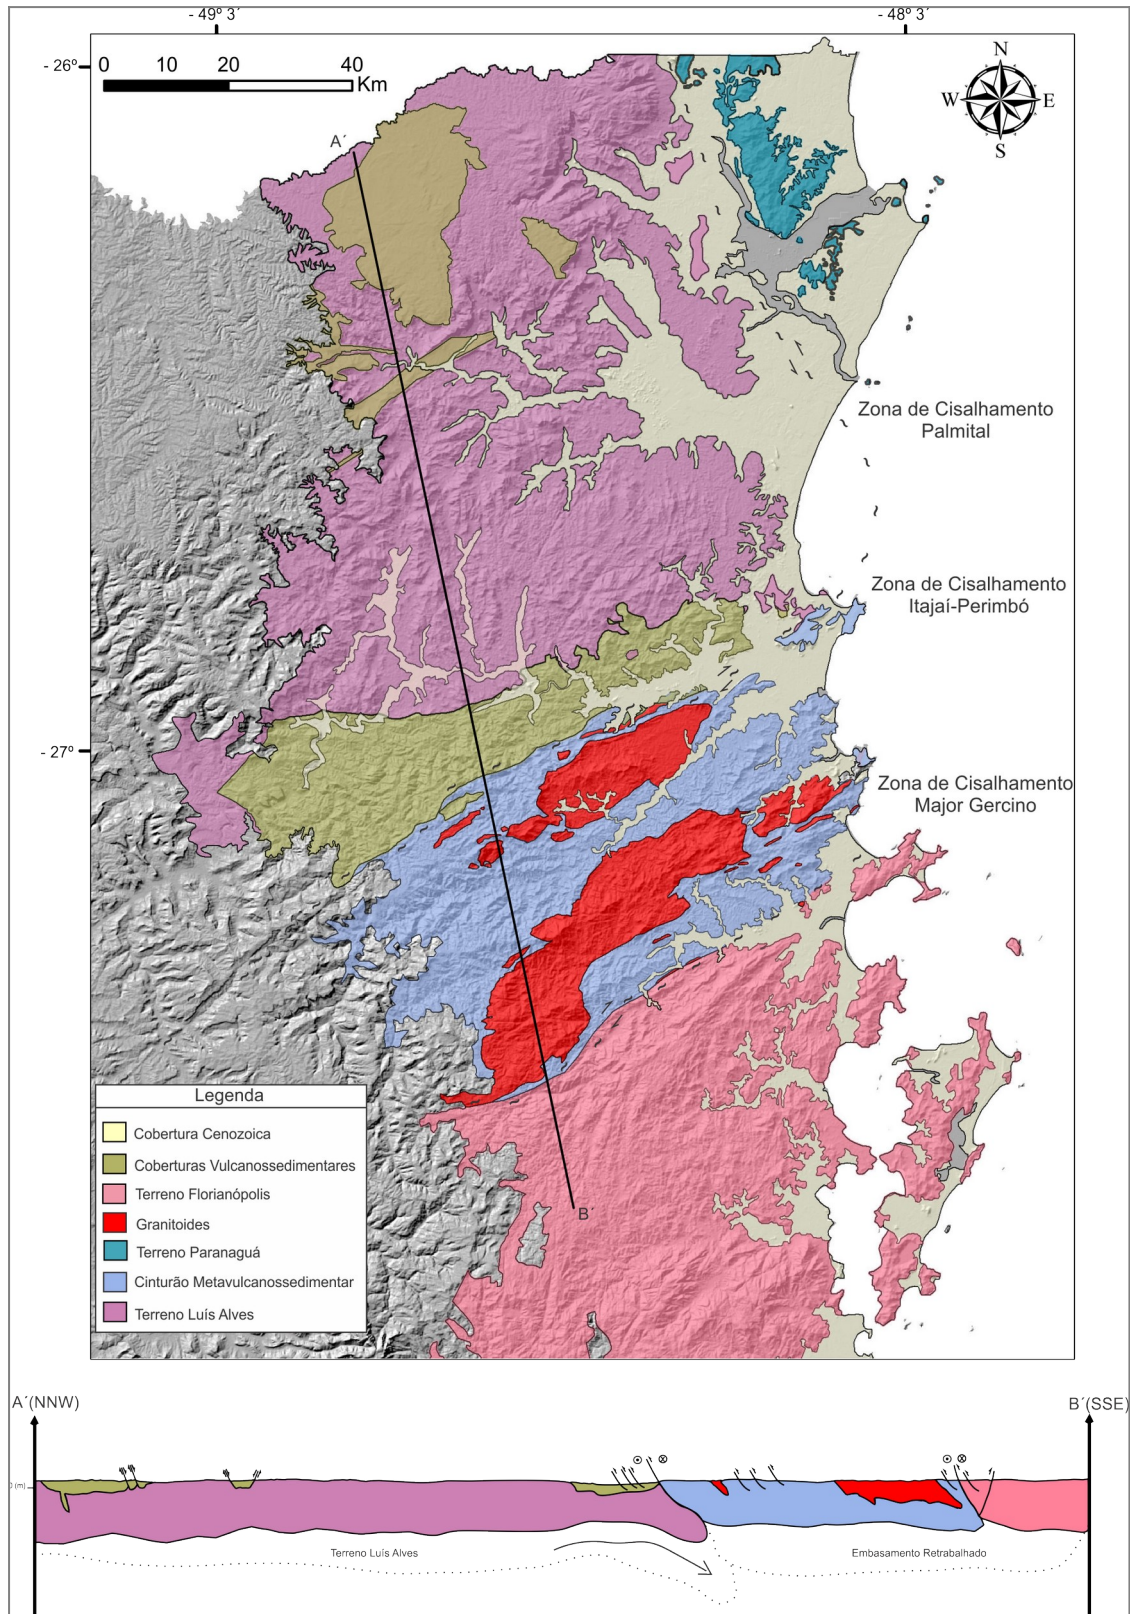 - 49º 3´
- 48º 3´
- 26º
0 10 20 40
Km
N
W E
S
A´
Zona de Cisalhamento
Palmital
Zona de Cisalhamento
Itajaí-Perimbó
- 27º
Zona de Cisalhamento
Major Gercino
Legenda
Cobertura Cenozoica
Coberturas Vulcanossedimentares
Terreno Florianópolis
Granitoides
Terreno Paranaguá
Cinturão Metavulcanossedimentar
Terreno Luís Alves
B´
A´(NNW)
B´(SSE)
0 (m)
Terreno Luís Alves
Embasamento Retrabalhado